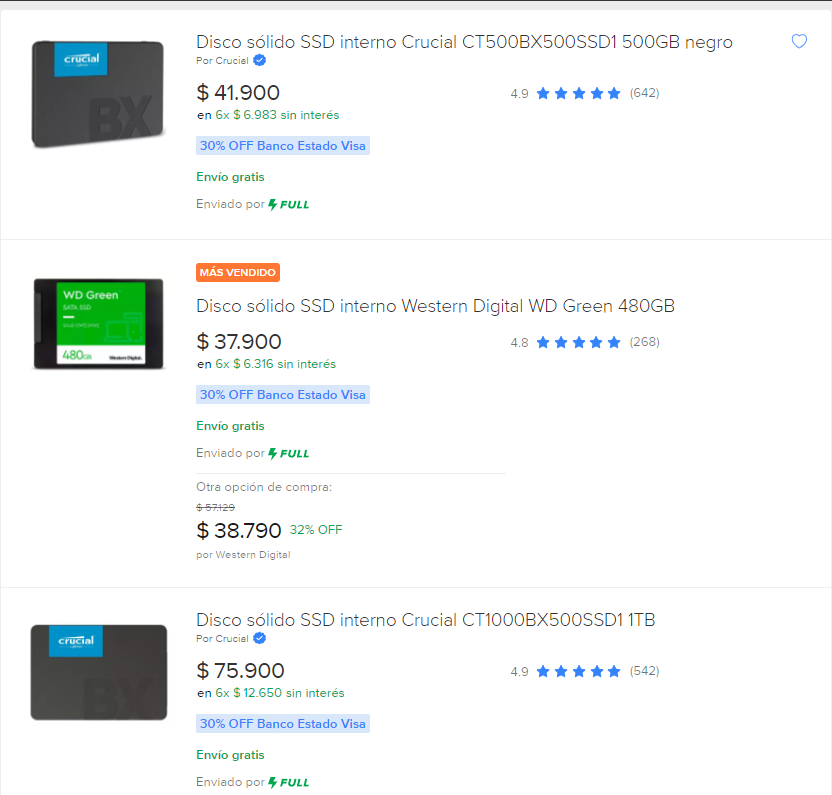 crucial
BX
Disco sólido SSD interno Crucial CT500BX500SSD1 500GB negro
Por Crucial
$ 41.900
4.9 (642)
en 6x $ 6.983 sin interés
30% OFF Banco Estado Visa
Envío gratis
Enviado por FULL
MÁS VENDIDO
WD Green
SATA SSD
480GB
Western Digital.
Disco sólido SSD interno Western Digital WD Green 480GB
$ 37.900
4.8 (268)
en 6x $ 6.316 sin interés
30% OFF Banco Estado Visa
Envío gratis
Enviado por FULL
Otra opción de compra:
$ 57.129
$ 38.790 32% OFF
por Western Digital
crucial
BX
Disco sólido SSD interno Crucial CT1000BX500SSD1 1TB
Por Crucial
$ 75.900
4.9 (542)
en 6x $ 12.650 sin interés
30% OFF Banco Estado Visa
Envío gratis
Enviado por FULL